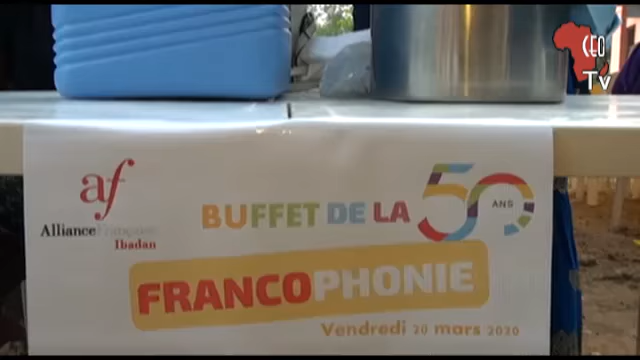 CEO
Tv
af
Alliance Française
Ibadan
BUFFET DE LA 50 ANS
FRANCOPHONIE
Vendredi 20 mars 2020